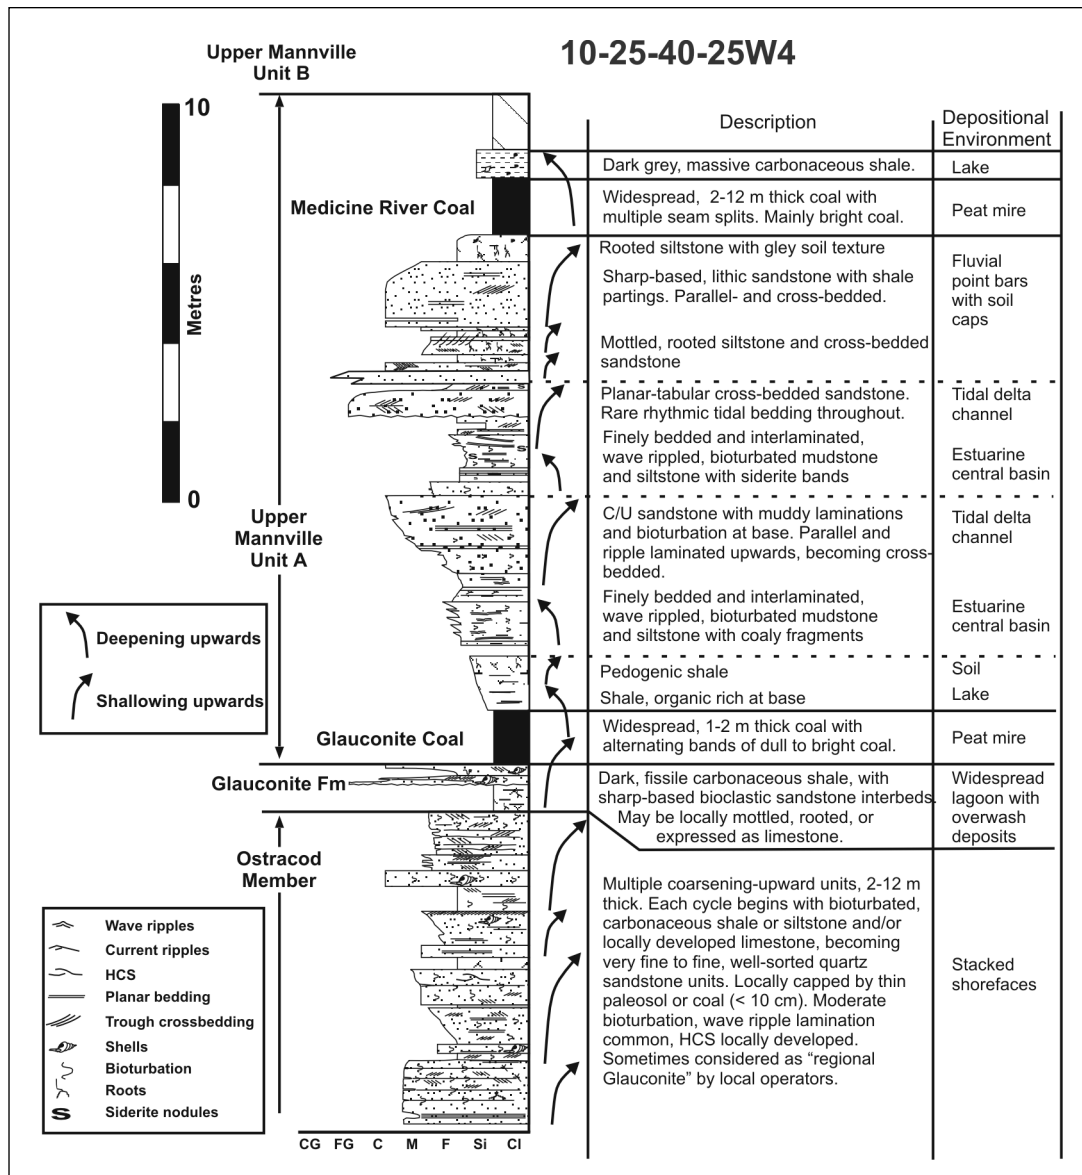 10-25-40-25W4
Upper Mannville
Unit B
10
Metres
0
Medicine River Coal
Upper
Mannville
Unit A
Deepening upwards
Shallowing upwards
Glauconite Coal
Glauconite Fm
Ostracod
Member
Wave ripples
Current ripples
HCS
Planar bedding
Trough crossbedding
Shells
Bioturbation
Roots
S Siderite nodules
S
S
CG FG C M F Si Cl
Description
Dark grey, massive carbonaceous shale.
Widespread, 2-12 m thick coal with
multiple seam splits. Mainly bright coal.
Rooted siltstone with gley soil texture
Sharp-based, lithic sandstone with shale
partings. Parallel- and cross-bedded.
Mottled, rooted siltstone and cross-bedded
sandstone
Planar-tabular cross-bedded sandstone.
Rare rhythmic tidal bedding throughout.
Finely bedded and interlaminated,
wave rippled, bioturbated mudstone
and siltstone with siderite bands
C/U sandstone with muddy laminations
and bioturbation at base. Parallel and
ripple laminated upwards, becoming cross-
bedded.
Finely bedded and interlaminated,
wave rippled, bioturbated mudstone
and siltstone with coaly fragments
Pedogenic shale
Shale, organic rich at base
Widespread, 1-2 m thick coal with
alternating bands of dull to bright coal.
Dark, fissile carbonaceous shale, with
sharp-based bioclastic sandstone interbeds.
May be locally mottled, rooted, or
expressed as limestone.
Multiple coarsening-upward units, 2-12 m
thick. Each cycle begins with bioturbated,
carbonaceous shale or siltstone and/or
locally developed limestone, becoming
very fine to fine, well-sorted quartz
sandstone units. Locally capped by thin
paleosol or coal (< 10 cm). Moderate
bioturbation, wave ripple lamination
common, HCS locally developed.
Sometimes considered as “regional
Glauconite” by local operators.
Depositional
Environment
Lake
Peat mire
Fluvial
point bars
with soil
caps
Tidal delta
channel
Estuarine
central basin
Tidal delta
channel
Estuarine
central basin
Soil
Lake
Peat mire
Widespread
lagoon with
overwash
deposits
Stacked
shorefaces